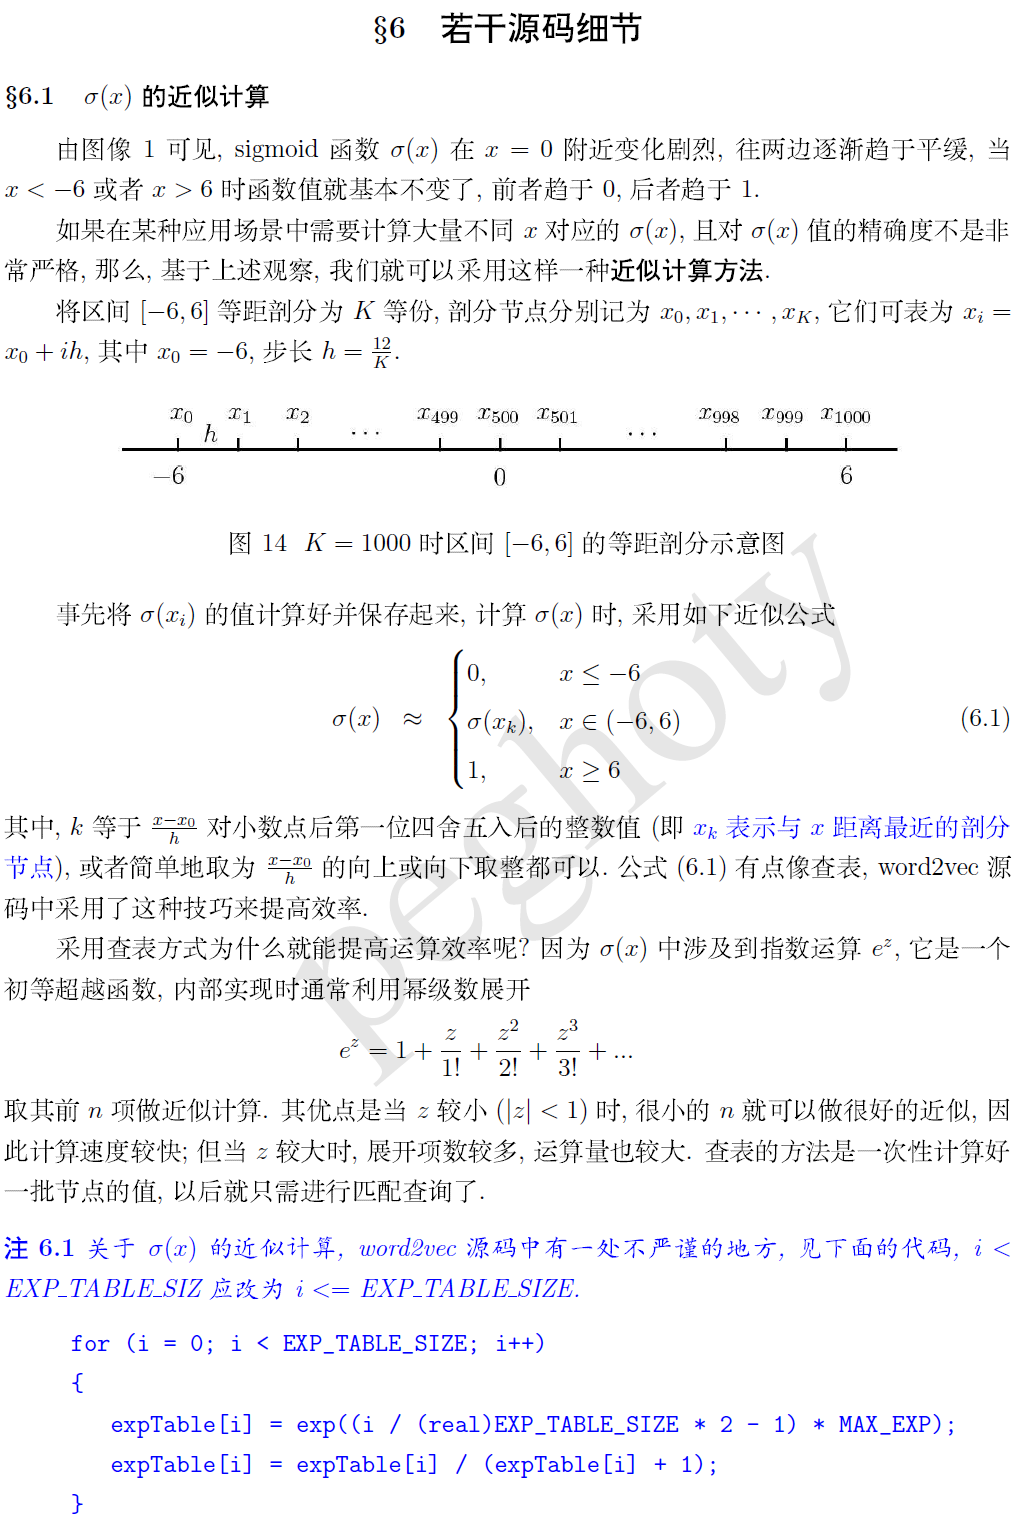 §6 若干源码细节
§6.1 σ(x) 的近似计算
由图像 1 可见, sigmoid 函数 σ(x) 在 x = 0 附近变化剧烈, 往两边逐渐趋于平缓, 当
x < −6 或者 x > 6 时函数值就基本不变了, 前者趋于 0, 后者趋于 1.
如果在某种应用场景中需要计算大量不同 x 对应的 σ(x), 且对 σ(x) 值的精确度不是非
常严格, 那么, 基于上述观察, 我们就可以采用这样一种近似计算方法.
将区间 [−6, 6] 等距剖分为 K 等份, 剖分节点分别记为 x₀, x₁, ⋯ , x_K, 它们可表为 x_i =
x₀ + ih, 其中 x₀ = −6, 步长 h = 12/K.
x₀ x₁ x₂ x₄₉₉ x₅₀₀ x₅₀₁ x₉₉₈ x₉₉₉ x₁₀₀₀
h ⋯ ⋯
−6 0 6
图 14 K = 1000 时区间 [−6, 6] 的等距剖分示意图
事先将 σ(x_i) 的值计算好并保存起来, 计算 σ(x) 时, 采用如下近似公式
0, x ≤ −6
σ(x) ≈ σ(x_k), x ∈ (−6, 6) (6.1)
1, x ≥ 6
其中, k 等于 (x−x₀)/h 对小数点后第一位四舍五入后的整数值 (即 x_k 表示与 x 距离最近的剖分
节点), 或者简单地取为 (x−x₀)/h 的向上或向下取整都可以. 公式 (6.1) 有点像查表, word2vec 源
码中采用了这种技巧来提高效率.
采用查表方式为什么就能提高运算效率呢? 因为 σ(x) 中涉及到指数运算 e^z, 它是一个
初等超越函数, 内部实现时通常利用幂级数展开
e^z = 1 + z/1! + z²/2! + z³/3! + ...
取其前 n 项做近似计算. 其优点是当 z 较小 (|z| < 1) 时, 很小的 n 就可以做很好的近似, 因
此计算速度较快; 但当 z 较大时, 展开项数较多, 运算量也较大. 查表的方法是一次性计算好
一批节点的值, 以后就只需进行匹配查询了.
注 6.1 关于 σ(x) 的近似计算, word2vec 源码中有一处不严谨的地方, 见下面的代码, i <
EXP_TABLE_SIZ 应改为 i <= EXP_TABLE_SIZE.
for (i = 0; i < EXP_TABLE_SIZE; i++)
{
expTable[i] = exp((i / (real)EXP_TABLE_SIZE * 2 - 1) * MAX_EXP);
expTable[i] = expTable[i] / (expTable[i] + 1);
}
peghoty